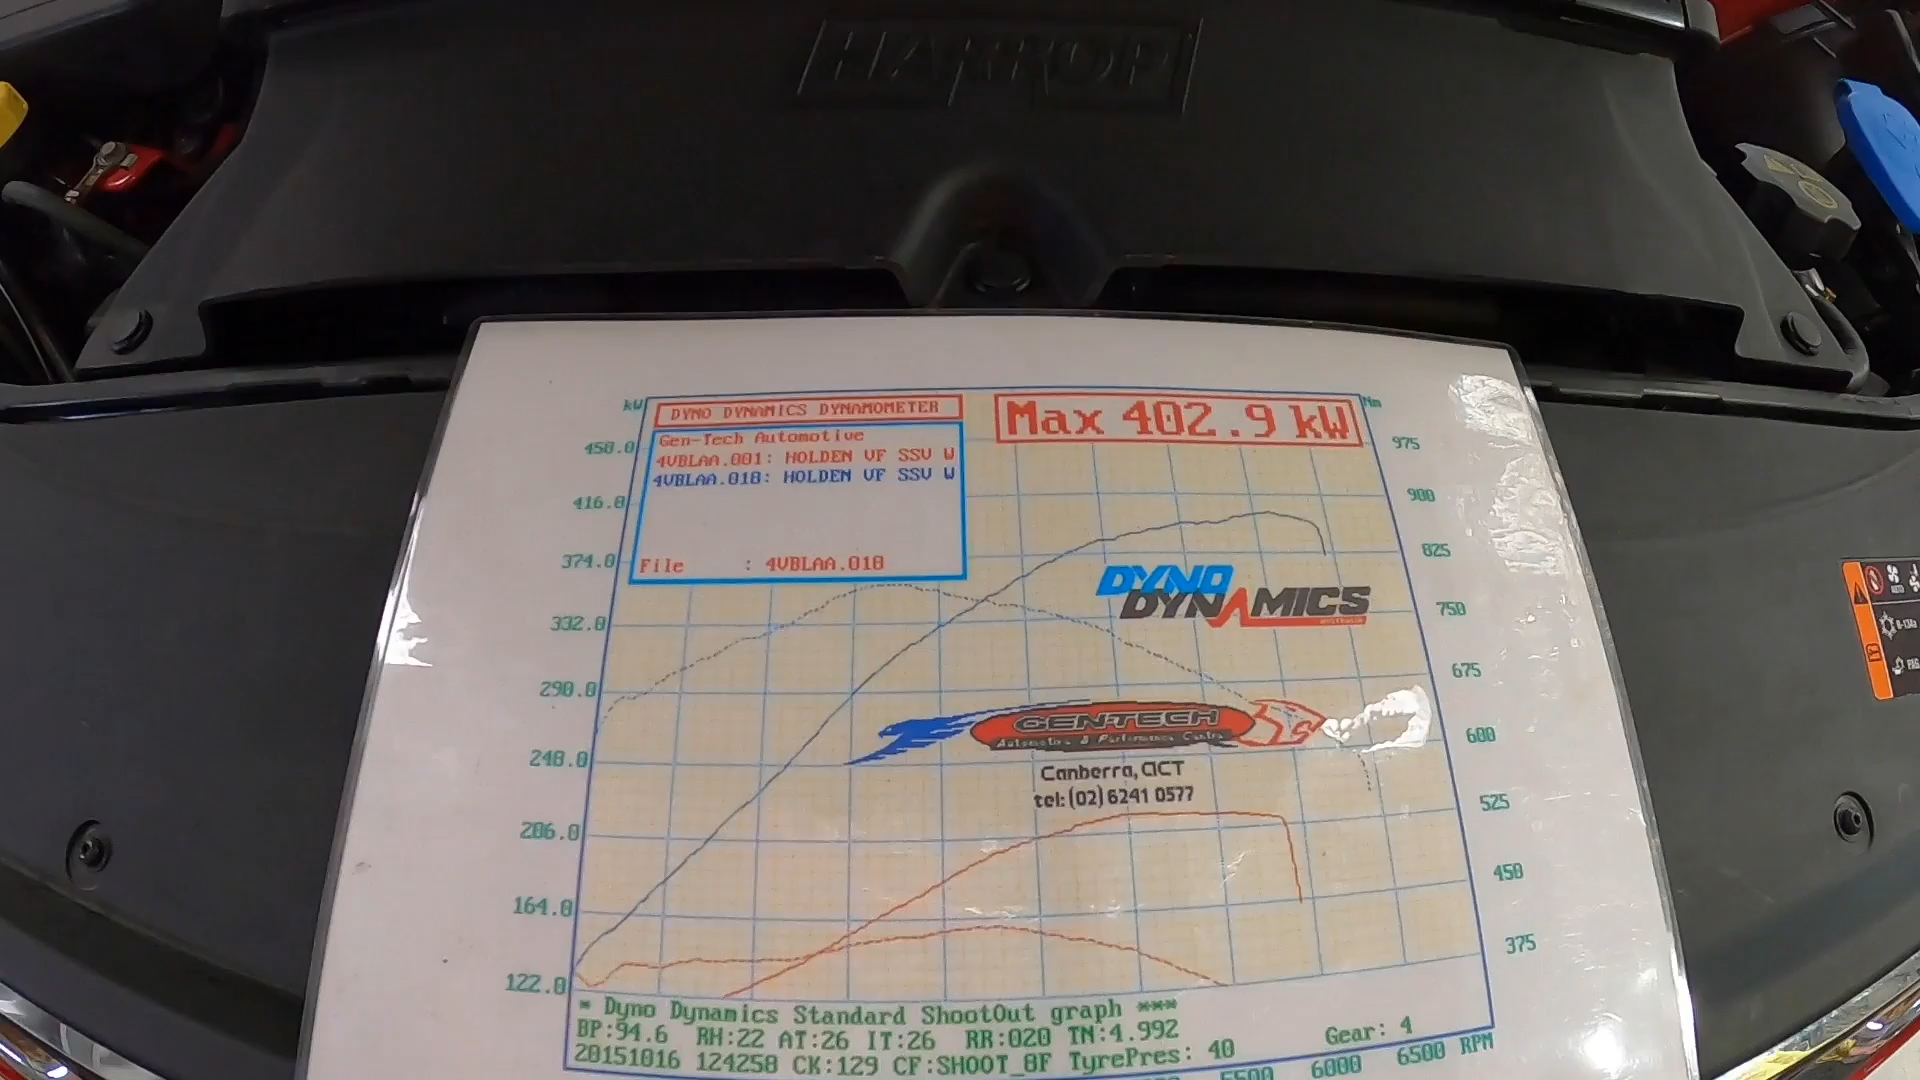 HARROP
kW
DYNO DYNAMICS DYNAMOMETER
Max 402.9 kW
Nm
Gen-Tech Automotive
4VBLAA.001: HOLDEN VF SSV W
4VBLAA.018: HOLDEN VF SSV W
File : 4VBLAA.018
458.0
416.0
374.0
332.0
290.0
248.0
206.0
164.0
122.0
975
900
825
750
675
600
525
450
375
DYNO
DYNAMICS
GENTECH
Automotive & Performance Centre
Canberra, ACT
tel: (02) 6241 0577
* Dyno Dynamics Standard ShootOut graph ***
BP:94.6 RH:22 AT:26 IT:26 RR:020 TN:4.992 Gear: 4
20151016 124258 CK:129 CF:SHOOT_8F TyrePres: 40
5500 6000 6500 RPM